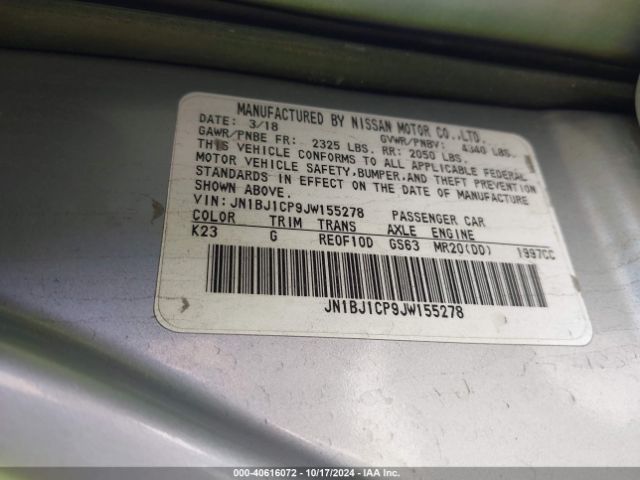 MANUFACTURED BY NISSAN MOTOR CO.,LTD.
DATE: 3/18 GVWR/PNBV: 4340 LBS.
GAWR/PNBE FR: 2325 LBS. RR: 2050 LBS.
THIS VEHICLE CONFORMS TO ALL APPLICABLE FEDERAL
MOTOR VEHICLE SAFETY,BUMPER,AND THEFT PREVENTION
STANDARDS IN EFFECT ON THE DATE OF MANUFACTURE
SHOWN ABOVE.
VIN: JN1BJ1CP9JW155278 PASSENGER CAR
COLOR TRIM TRANS AXLE ENGINE
K23 G RE0F10D GS63 MR20(DD) 1997CC
JN1BJ1CP9JW155278
000-40616072 | 10/17/2024 | IAA Inc.